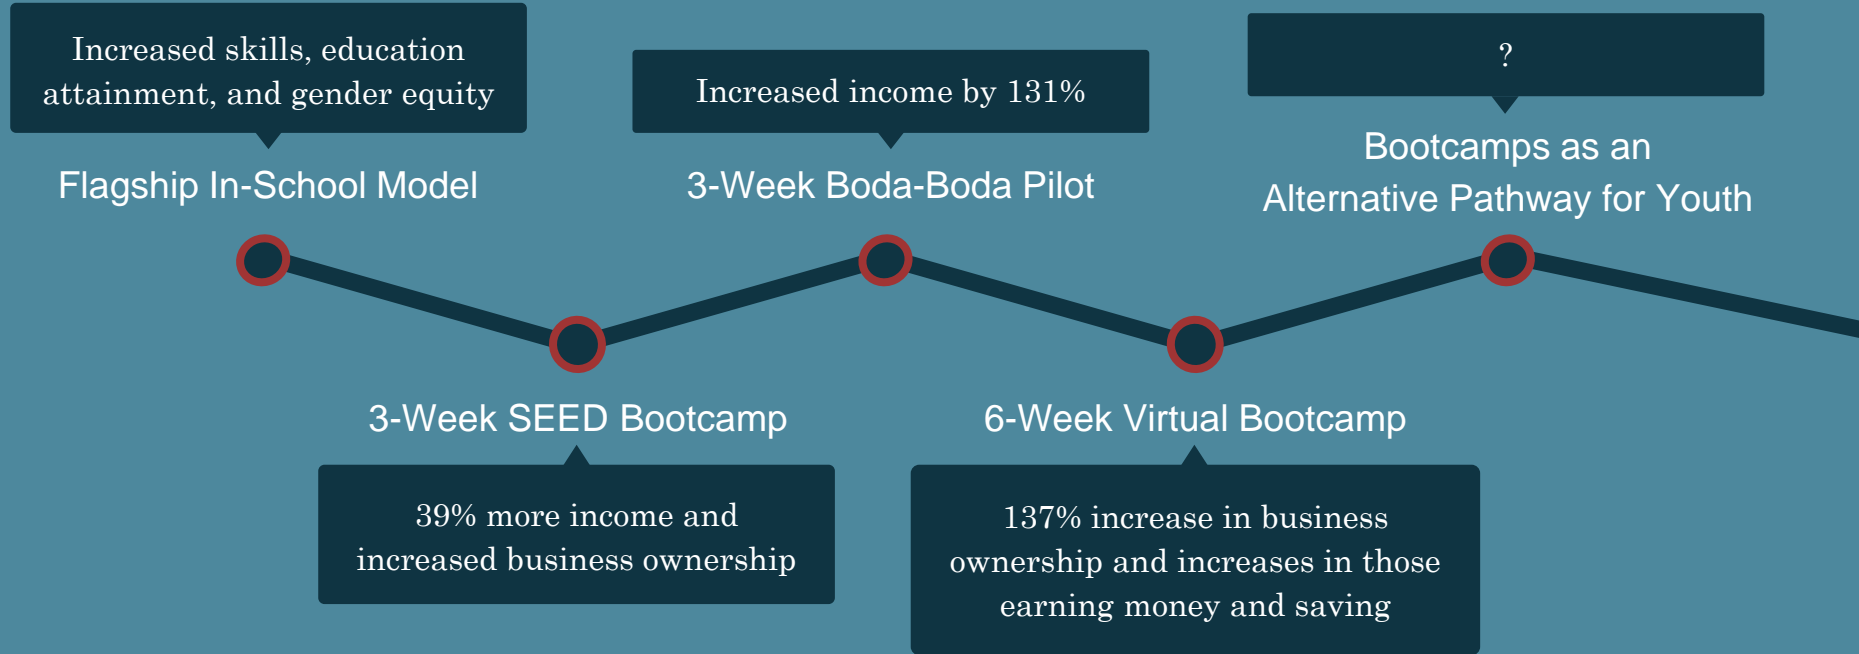 Increased skills, education
attainment, and gender equity
Flagship In-School Model
3-Week SEED Bootcamp
39% more income and
increased business ownership
Increased income by 131%
3-Week Boda-Boda Pilot
6-Week Virtual Bootcamp
137% increase in business
ownership and increases in those
earning money and saving
?
Bootcamps as an
Alternative Pathway for Youth